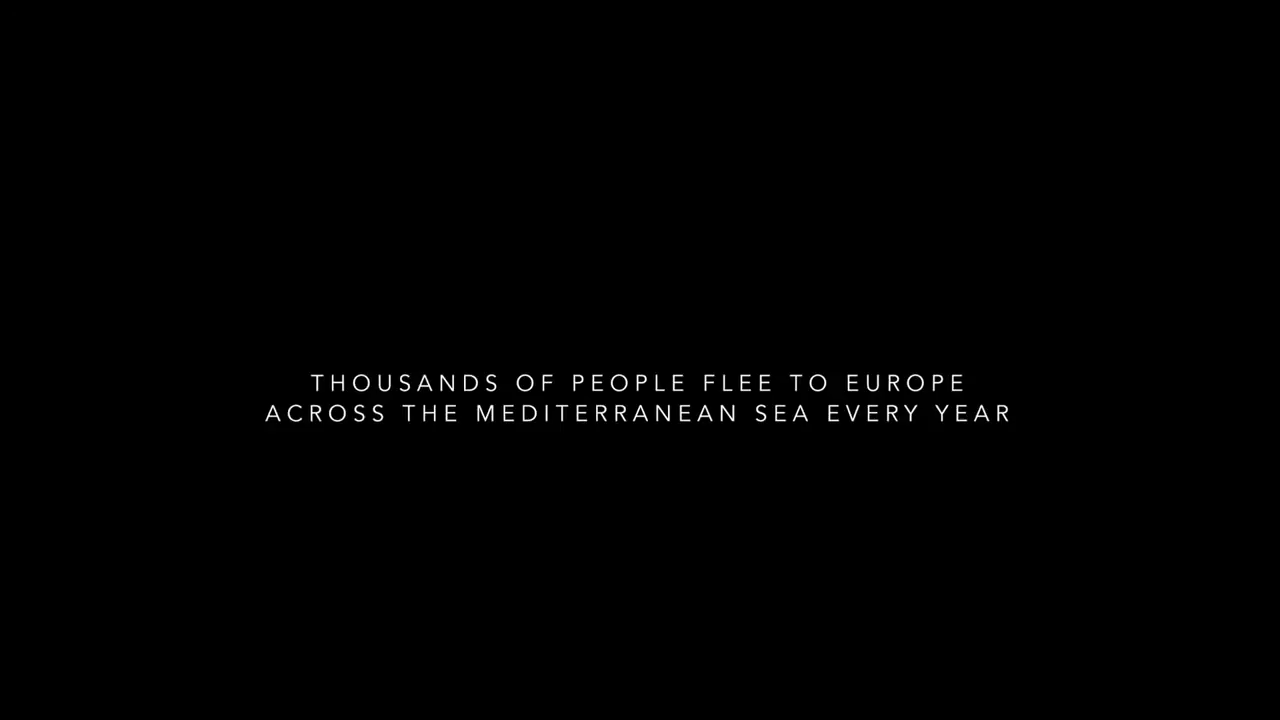 THOUSANDS OF PEOPLE FLEE TO EUROPE
ACROSS THE MEDITERRANEAN SEA EVERY YEAR